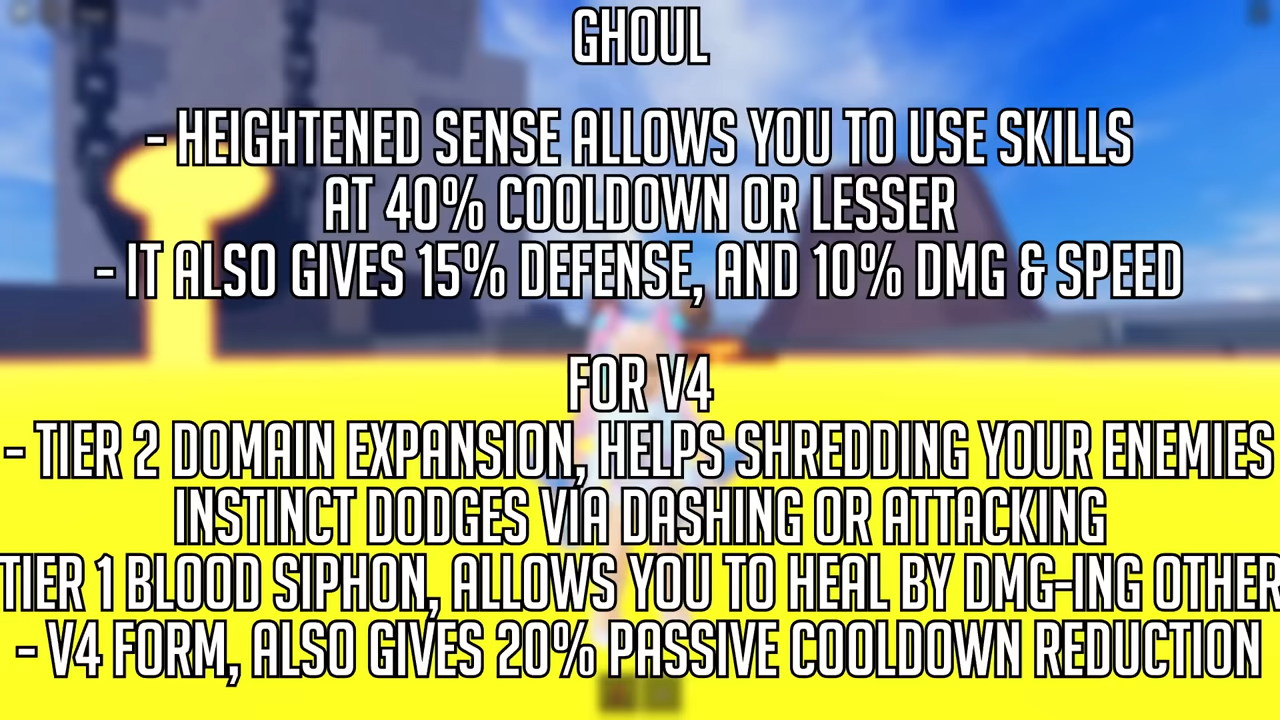 GHOUL
- HEIGHTENED SENSE ALLOWS YOU TO USE SKILLS
AT 40% COOLDOWN OR LESSER
- IT ALSO GIVES 15% DEFENSE, AND 10% DMG & SPEED
FOR V4
- TIER 2 DOMAIN EXPANSION, HELPS SHREDDING YOUR ENEMIES
INSTINCT DODGES VIA DASHING OR ATTACKING
TIER 1 BLOOD SIPHON, ALLOWS YOU TO HEAL BY DMG-ING OTHER
- V4 FORM, ALSO GIVES 20% PASSIVE COOLDOWN REDUCTION